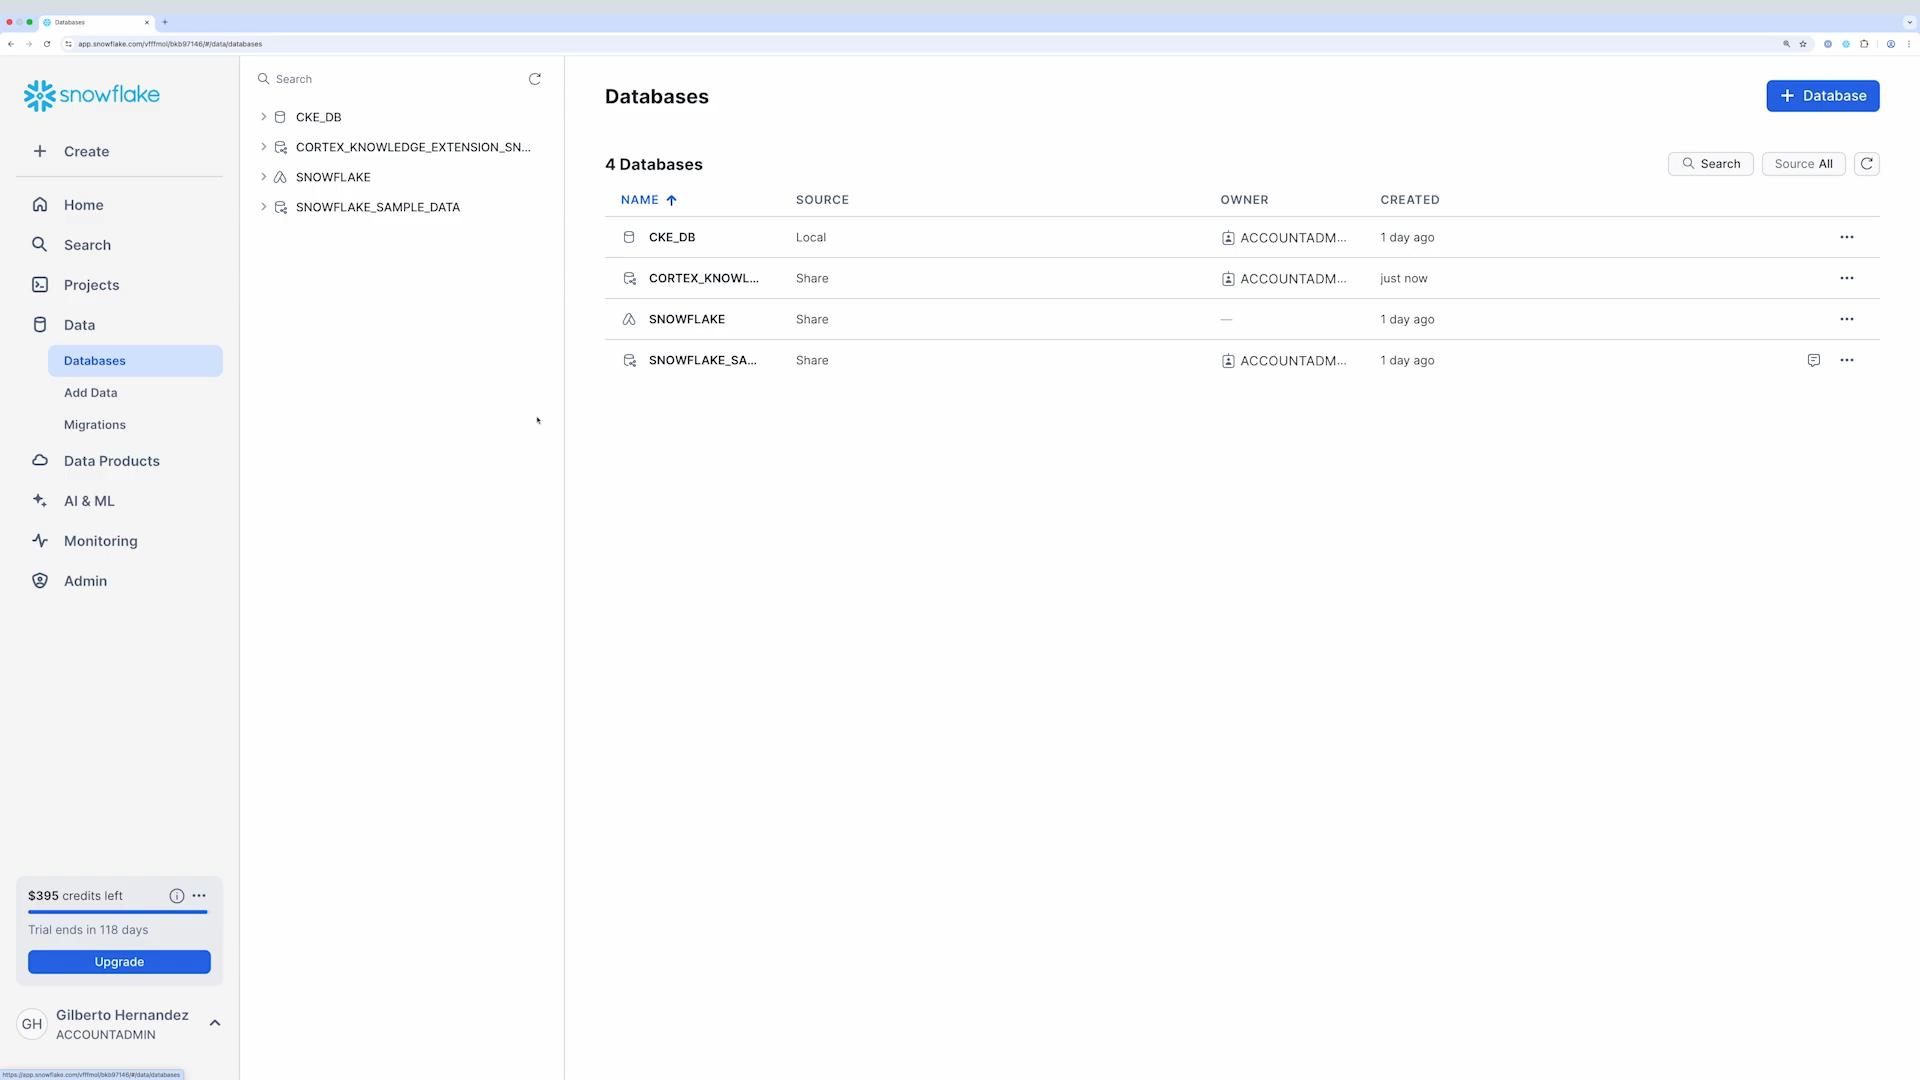 Databases
app.snowflake.com/vfffmol/bkb97146/#/data/databases
snowflake
Create
Home
Search
Projects
Data
Databases
Add Data
Migrations
Data Products
AI & ML
Monitoring
Admin
$395 credits left
Trial ends in 118 days
Upgrade
GH
Gilberto Hernandez
ACCOUNTADMIN
https://app.snowflake.com/vfffmol/bkb97146/#/data/databases
Search
CKE_DB
CORTEX_KNOWLEDGE_EXTENSION_SN...
SNOWFLAKE
SNOWFLAKE_SAMPLE_DATA
Databases
+ Database
4 Databases
Search
Source All
NAME SOURCE OWNER CREATED
CKE_DB Local ACCOUNTADM... 1 day ago
CORTEX_KNOWL... Share ACCOUNTADM... just now
SNOWFLAKE Share — 1 day ago
SNOWFLAKE_SA... Share ACCOUNTADM... 1 day ago